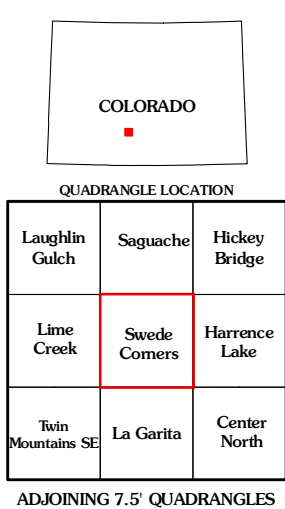 COLORADO
QUADRANGLE LOCATION
Laughlin
Gulch
Saguache
Hickey
Bridge
Lime
Creek
Swede
Corners
Harrence
Lake
Twin
Mountains SE
La Garita
Center
North
ADJOINING 7.5' QUADRANGLES